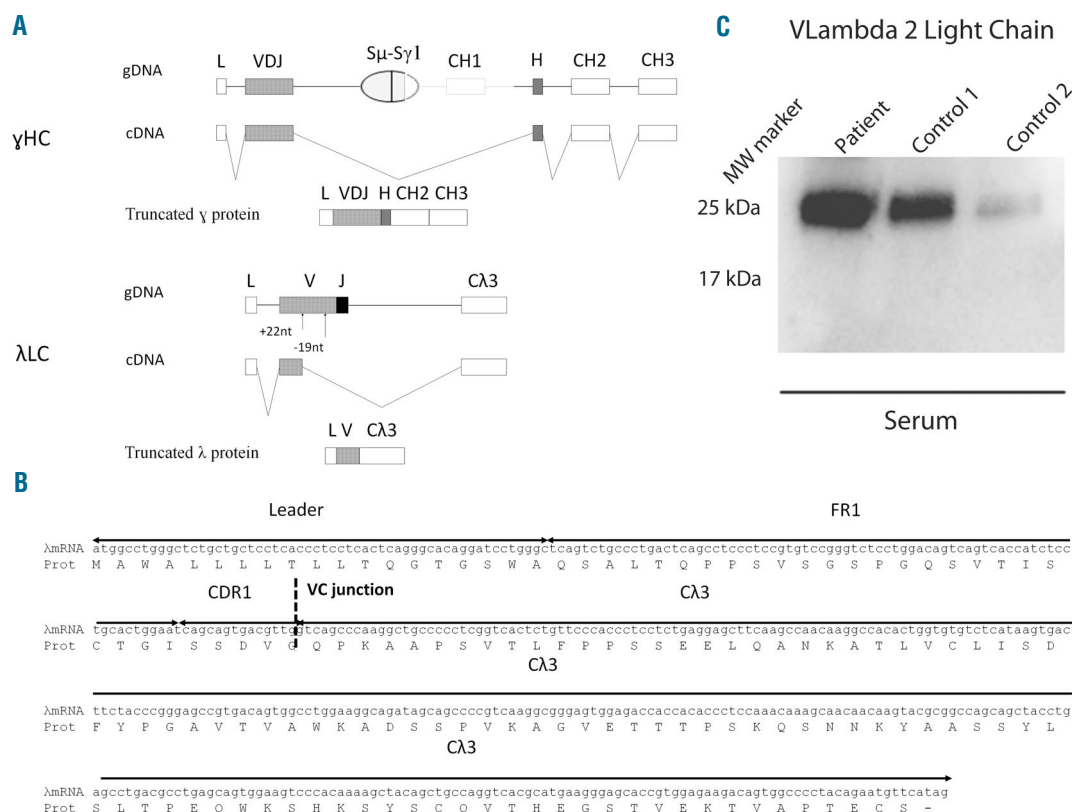 A
L VDJ Sμ-Sγ1 CH1 H CH2 CH3
gDNA
ɣHC
cDNA
L VDJ H CH2 CH3
Truncated ɣ protein
L V J Cλ3
gDNA
+22nt
-19nt
λLC
cDNA
L V Cλ3
Truncated λ protein
C
VLambda 2 Light Chain
MW marker Patient Control 1 Control 2
25 kDa
17 kDa
Serum
B
Leader FR1
λmRNA atggcctgggctctgctgctcctcaccctcctcactcagggcacaggatcctgggctcagtctgccctgactcagcctccctccgtgtccgggtctcctggacagtcagtcaccatctcc
Prot M A W A L L L L T L L T Q G T G S W A Q S A L T Q P P S V S G S P G Q S V T I S
CDR1 VC junction Cλ3
λmRNA tgcactggaatcagcagtgacgttggtcagcccaaggctgccccctcggtcactctgttcccaccctcctctgaggagcttcaagccaacaaggccacactggtgtgtctcataagtgac
Prot C T G I S S D V G Q P K A A P S V T L F P P S S E E L Q A N K A T L V C L I S D
Cλ3
λmRNA ttctacccgggagccgtgacagtggcctggaaggcagatagcagccccgtcaaggcgggagtggagaccaccacaccctccaaacaaagcaacaacaagtacgcggccagcagctacctg
Prot F Y P G A V T V A W K A D S S P V K A G V E T T T P S K Q S N N K Y A A S S Y L
Cλ3
λmRNA agcctgacgcctgagcagtggaagtcccacaaaagctacagctgccaggtcacgcatgaagggagcaccgtggagaagacagtggcccctacagaatgttcatag
Prot S L T P E Q W K S H K S Y S C Q V T H E G S T V E K T V A P T E C S -